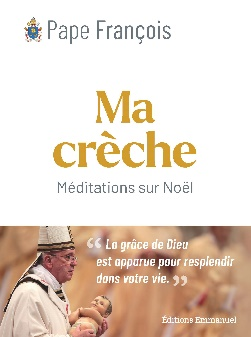 Pape François
Ma
crèche
Méditations sur Noël
“ La grâce de Dieu
est apparue pour resplendir
dans votre vie. ”
Éditions Emmanuel